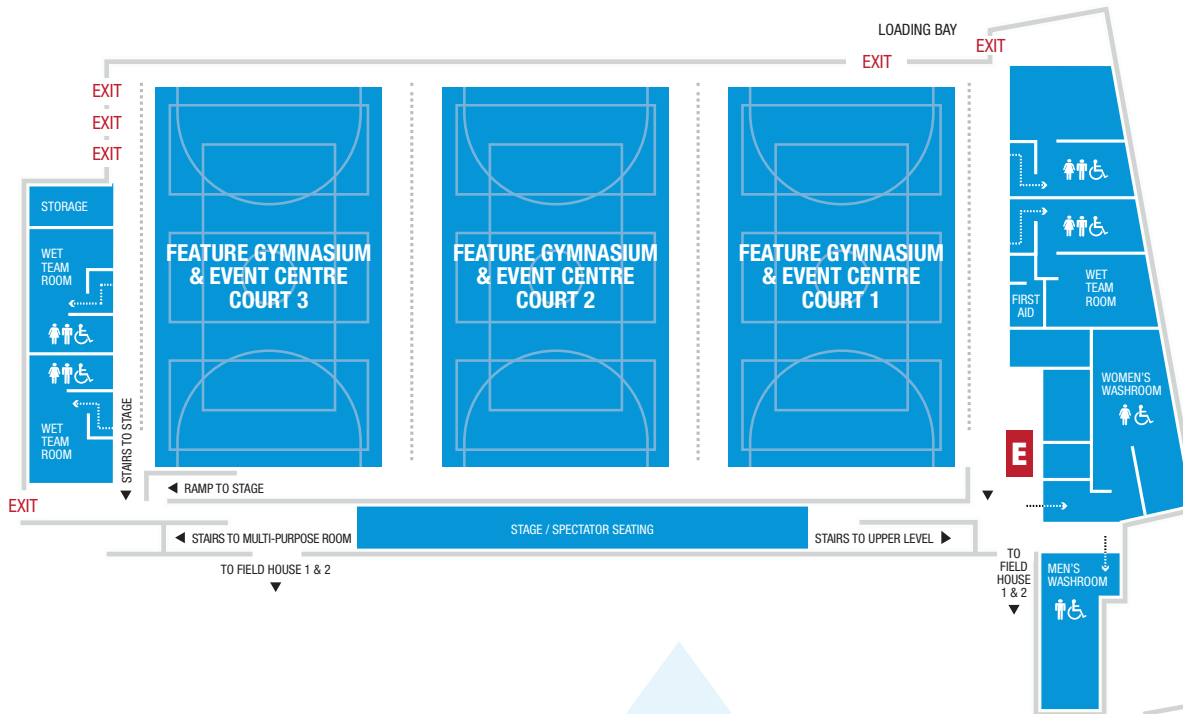 LOADING BAY
EXIT
EXIT
EXIT
EXIT
EXIT
STORAGE
WET
TEAM
ROOM
WET
TEAM
ROOM
STAIRS TO STAGE
EXIT
FEATURE GYMNASIUM
& EVENT CENTRE
COURT 3
FEATURE GYMNASIUM
& EVENT CENTRE
COURT 2
FEATURE GYMNASIUM
& EVENT CENTRE
COURT 1
WET
TEAM
ROOM
FIRST
AID
WOMEN'S
WASHROOM
E
RAMP TO STAGE
STAGE / SPECTATOR SEATING
STAIRS TO MULTI-PURPOSE ROOM
STAIRS TO UPPER LEVEL
TO FIELD HOUSE 1 & 2
TO
FIELD
HOUSE
1 & 2
MEN'S
WASHROOM